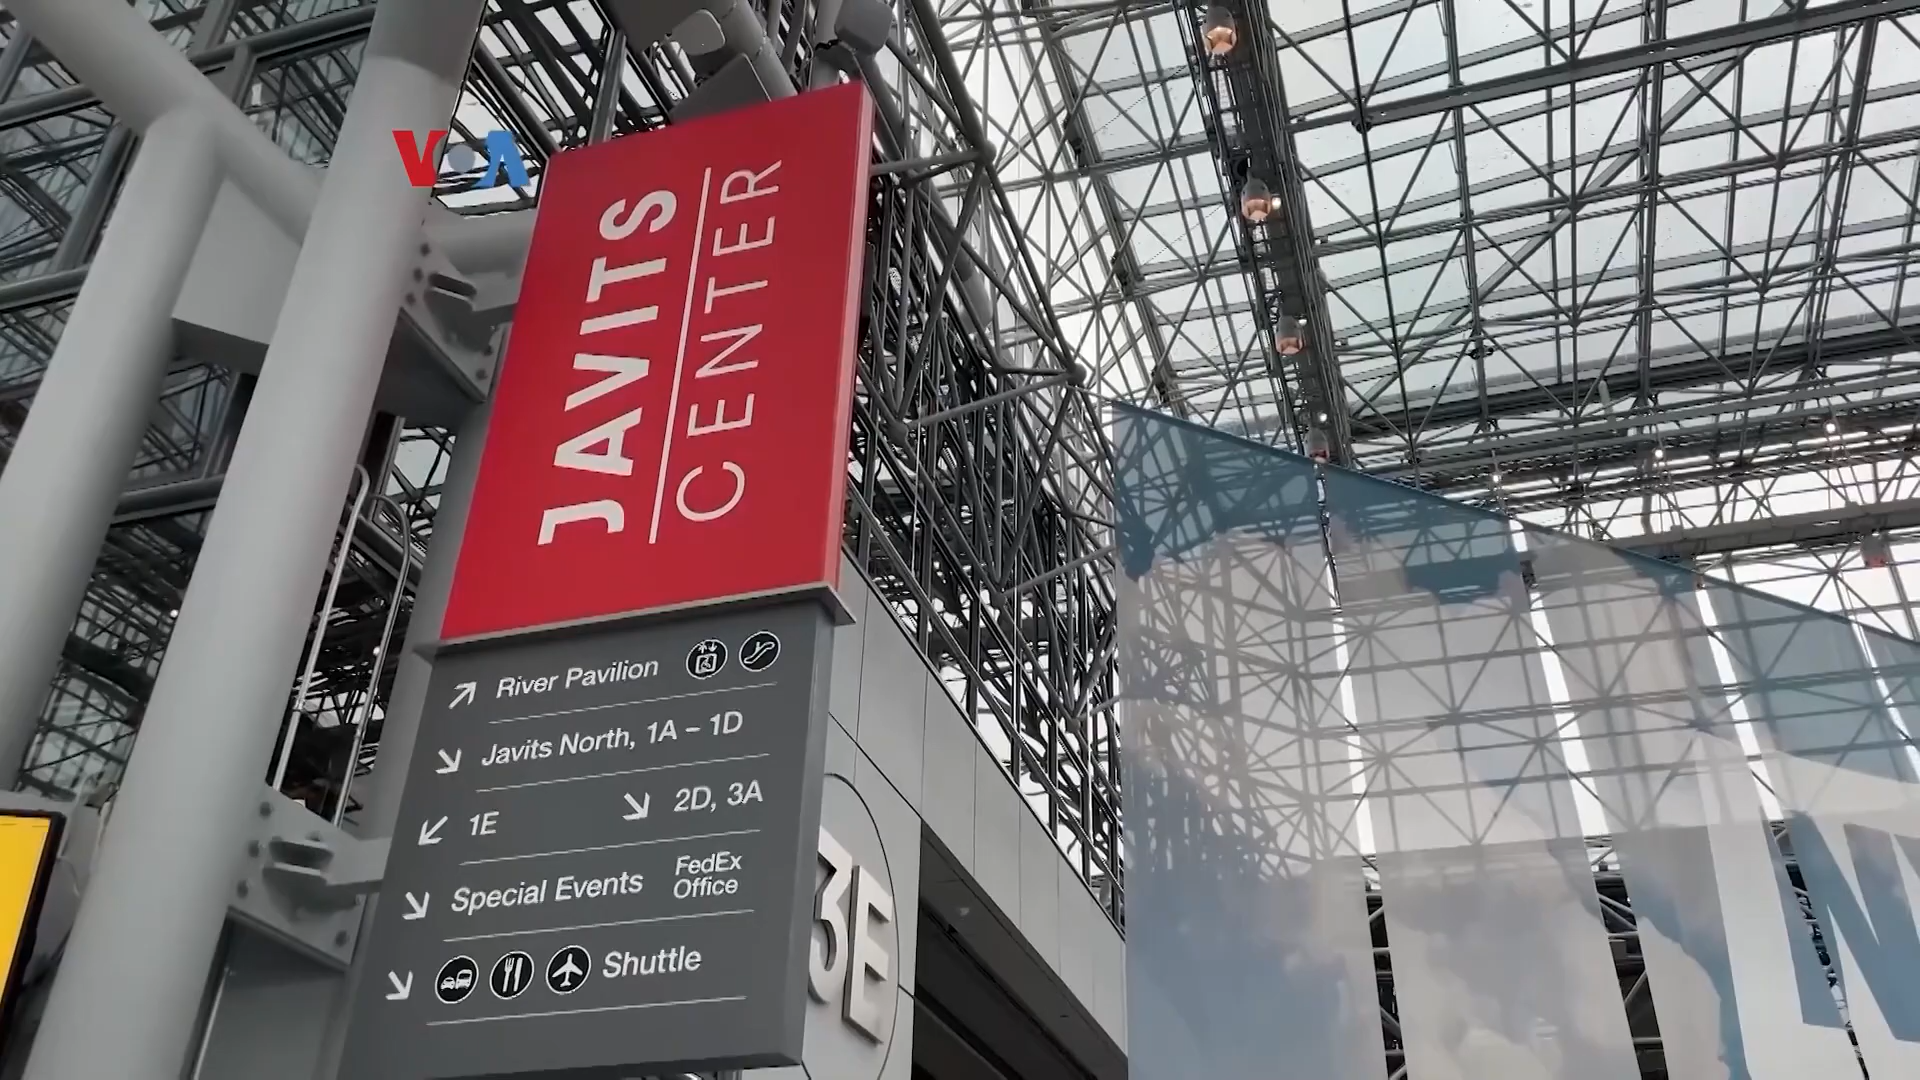 VOA
JAVITS
CENTER
River Pavilion
Javits North, 1A – 1D
1E
2D, 3A
Special Events
FedEx
Office
Shuttle
3E